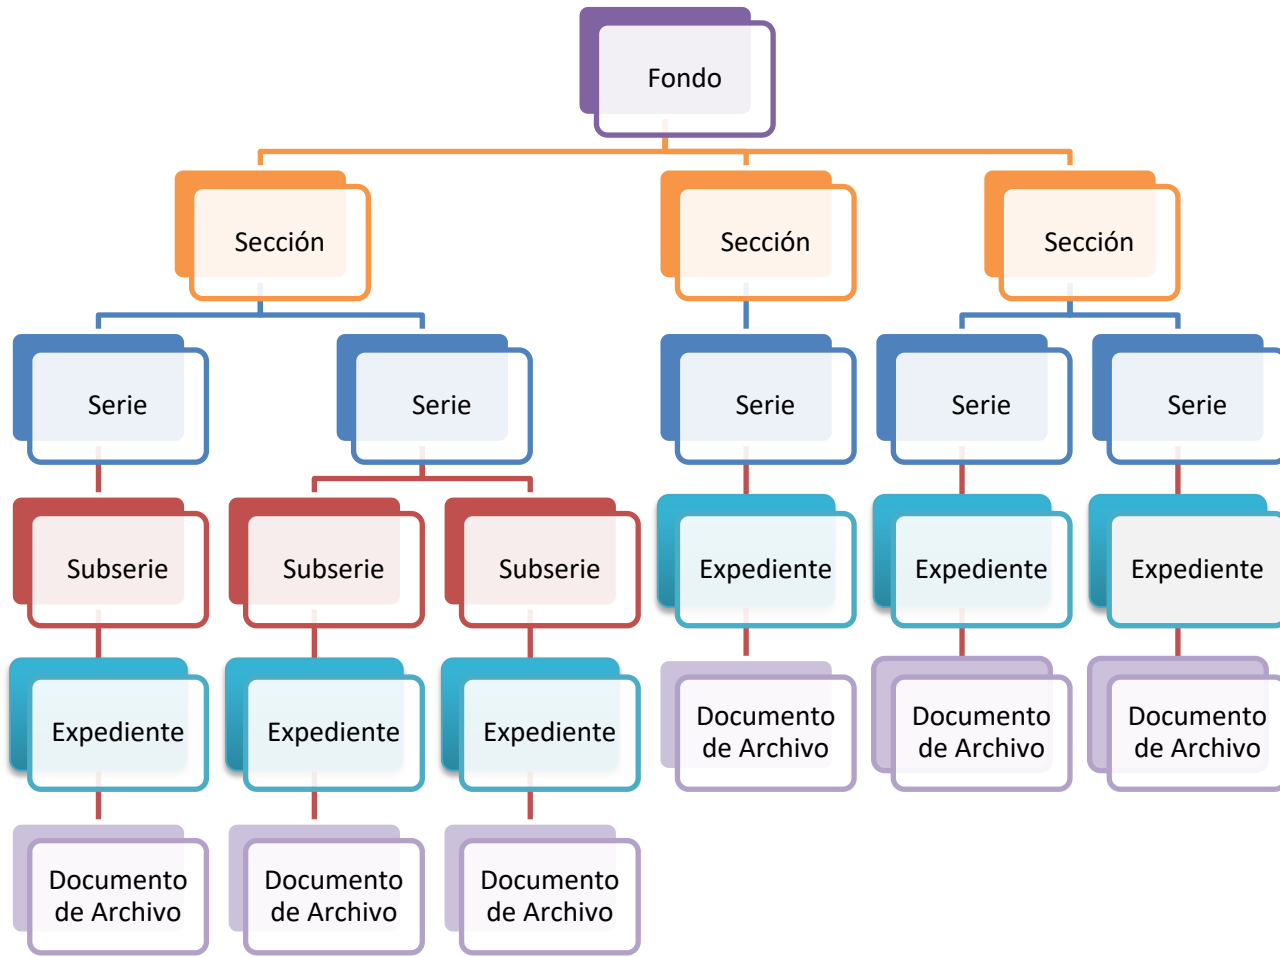 Fondo
Sección
Sección
Sección
Serie
Serie
Serie
Serie
Serie
Subserie
Subserie
Subserie
Expediente
Expediente
Expediente
Expediente
Expediente
Expediente
Documento
de Archivo
Documento
de Archivo
Documento
de Archivo
Documento
de Archivo
Documento
de Archivo
Documento
de Archivo